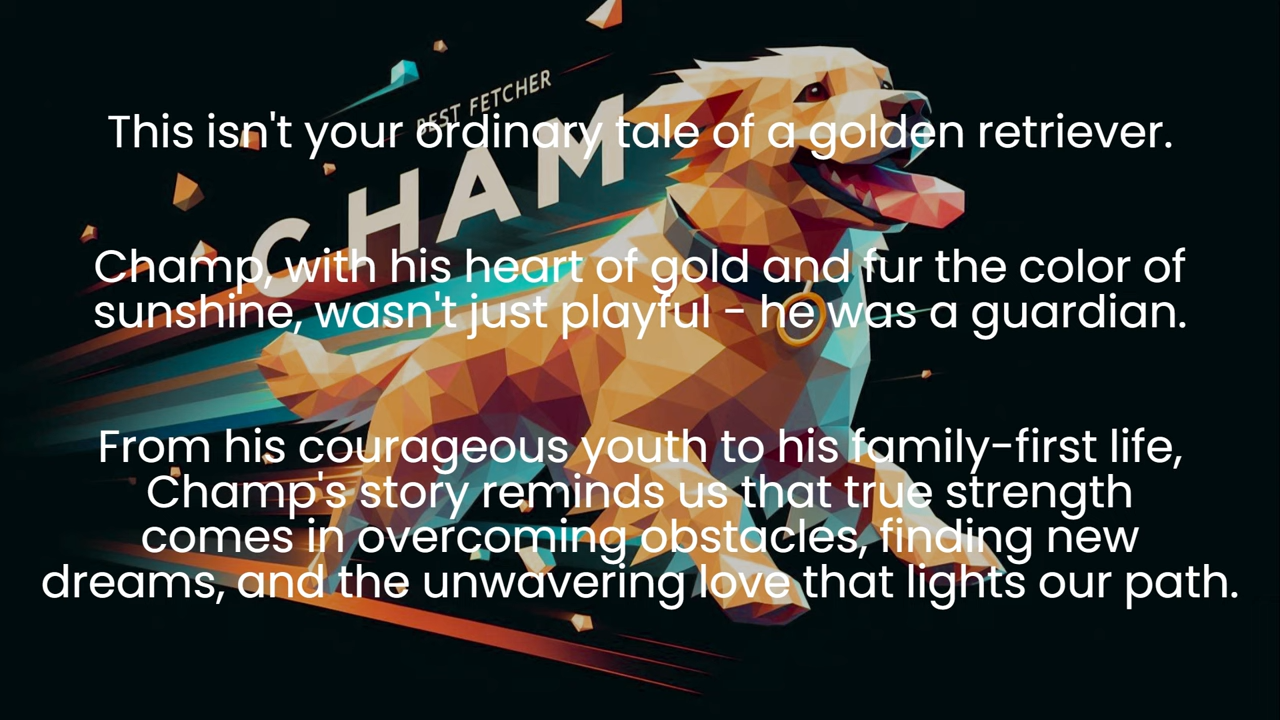 BEST FETCHER
CHAM
This isn't your ordinary tale of a golden retriever.
Champ, with his heart of gold and fur the color of
sunshine, wasn't just playful - he was a guardian.
From his courageous youth to his family-first life,
Champ's story reminds us that true strength
comes in overcoming obstacles, finding new
dreams, and the unwavering love that lights our path.